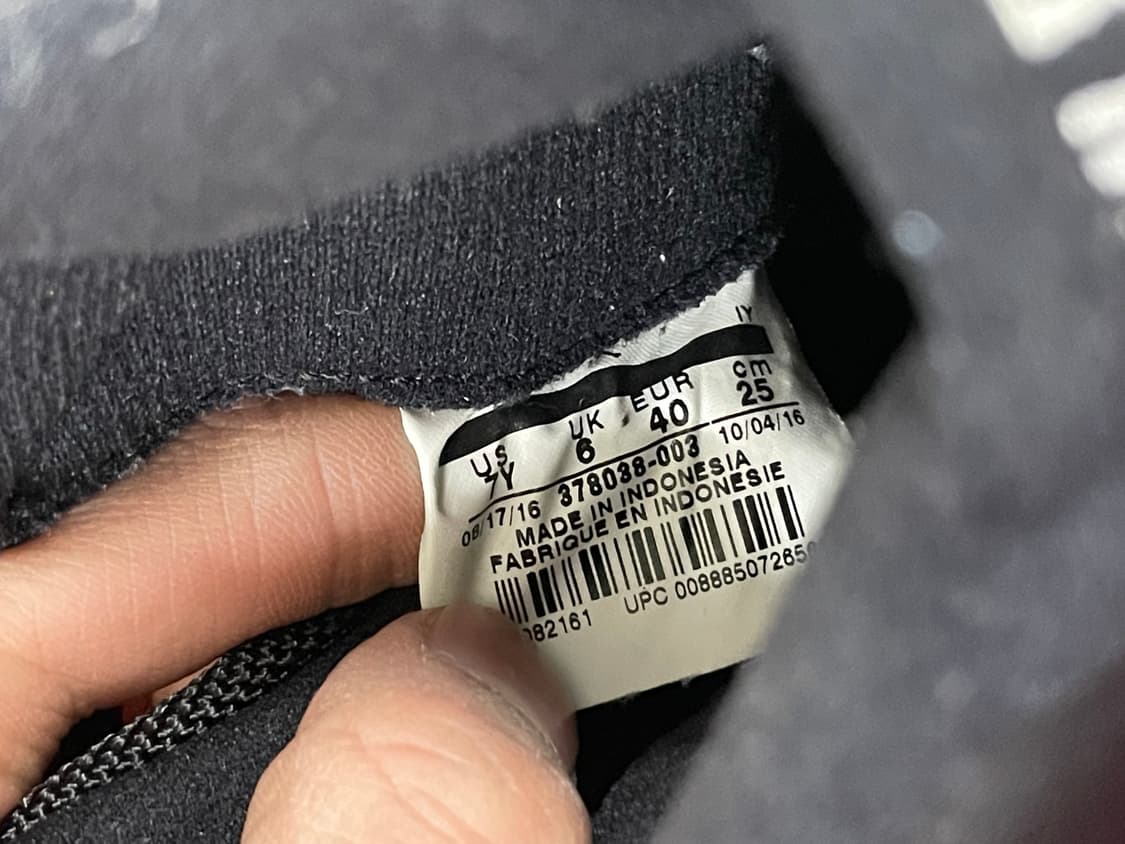 IY
US UK EUR cm
7Y 6 40 25
08/17/16 378038-003 10/04/16
MADE IN INDONESIA
FABRIQUE EN INDONESIE
082161 UPC 00888507265